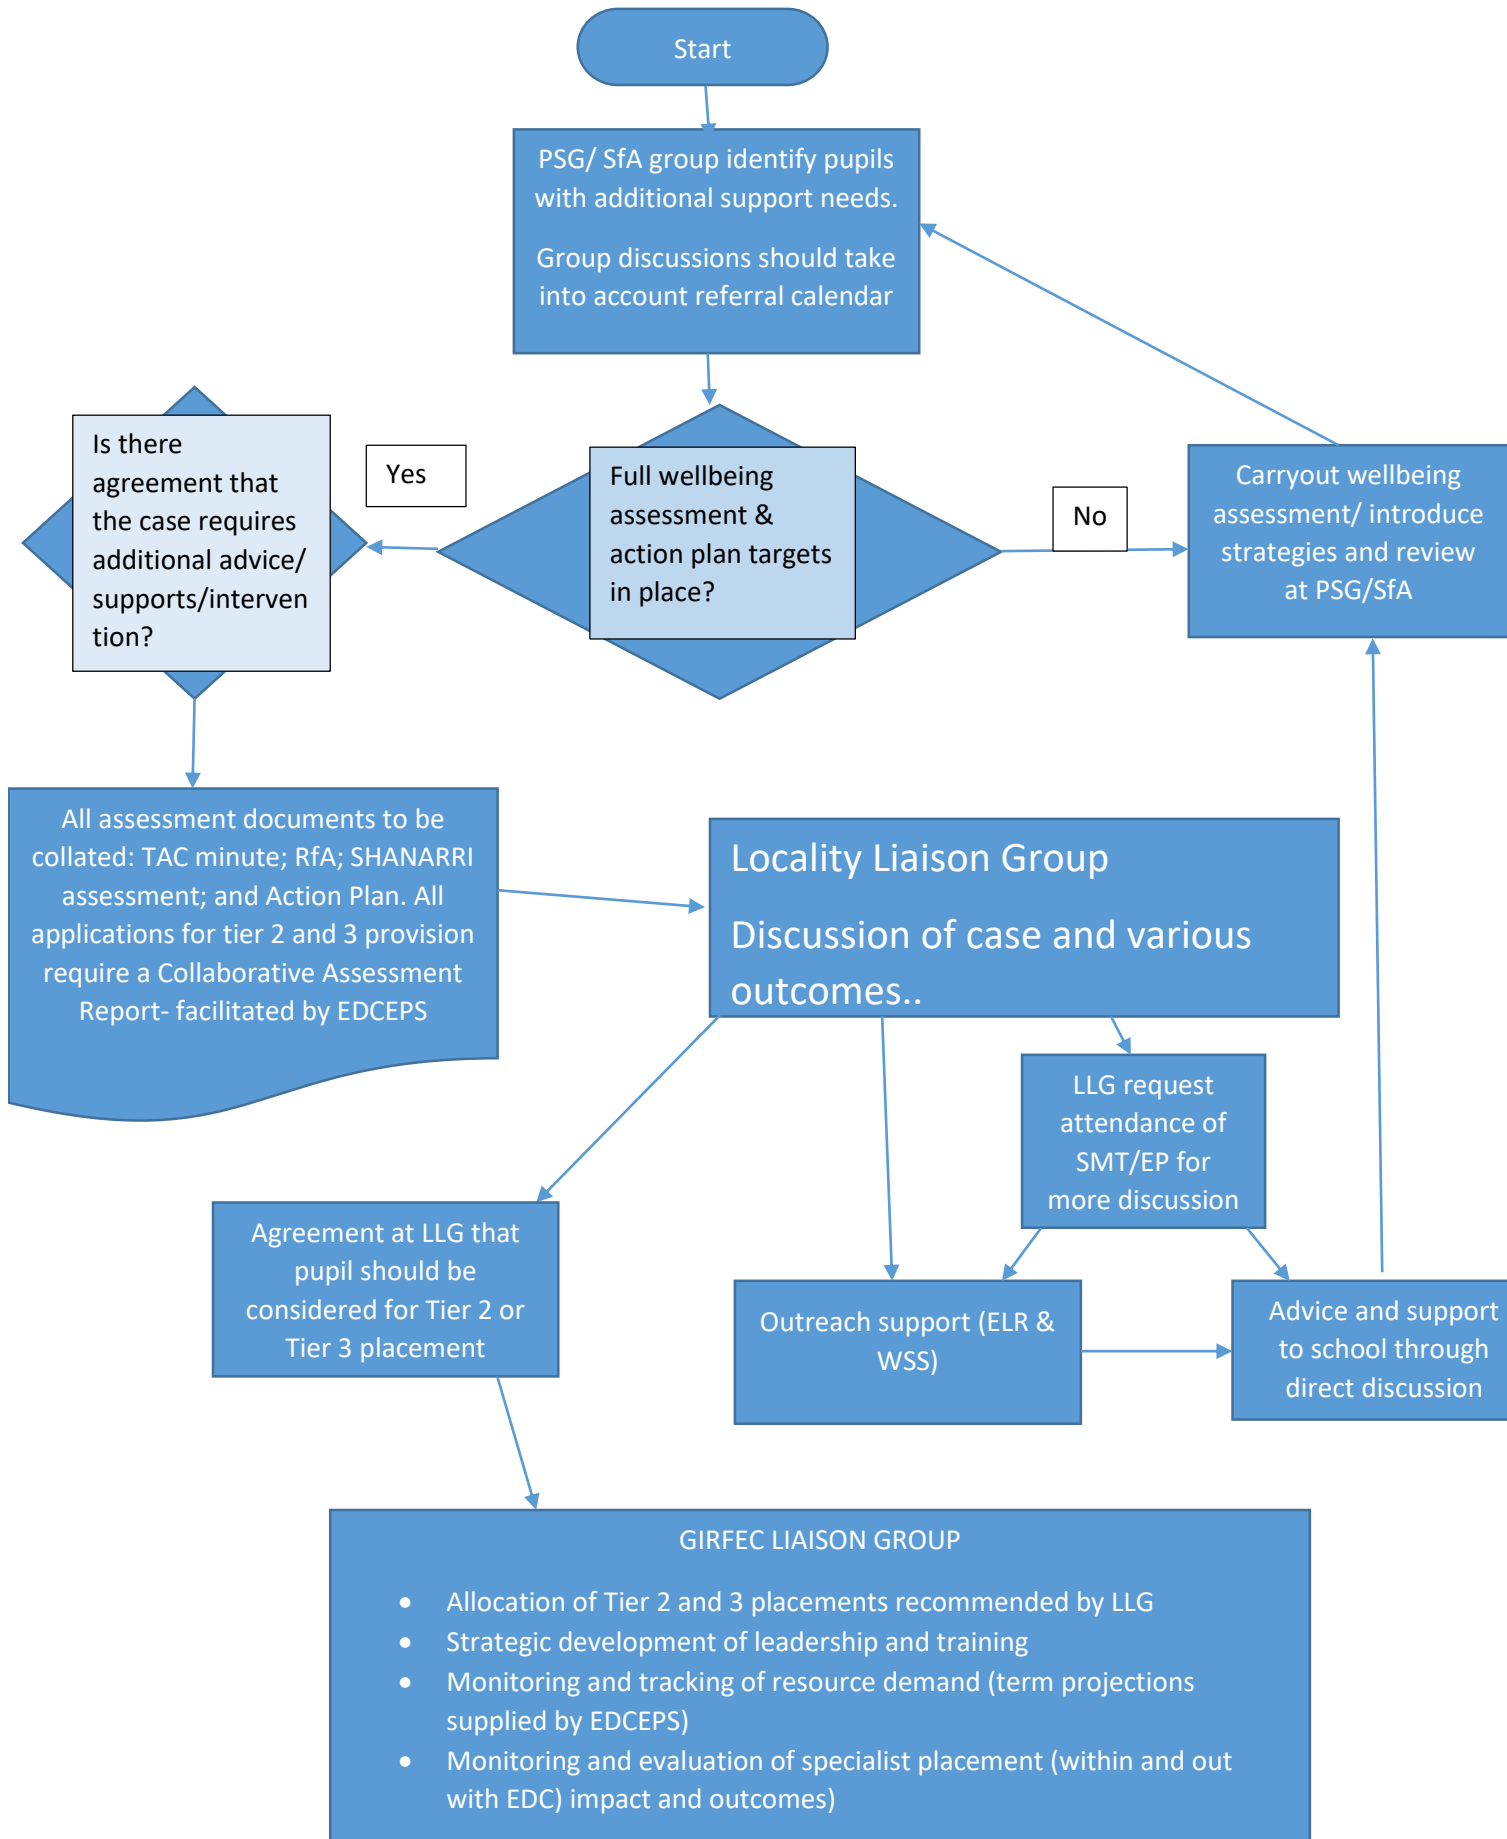 Start
PSG/ SfA group identify pupils
with additional support needs.
Group discussions should take
into account referral calendar
Is there
agreement that
the case requires
additional advice/
supports/interven
tion?
Yes
Full wellbeing
assessment &
action plan targets
in place?
No
Carryout wellbeing
assessment/ introduce
strategies and review
at PSG/SfA
All assessment documents to be
collated: TAC minute; RfA; SHANARRI
assessment; and Action Plan. All
applications for tier 2 and 3 provision
require a Collaborative Assessment
Report- facilitated by EDCEPS
Locality Liaison Group
Discussion of case and various
outcomes..
LLG request
attendance of
SMT/EP for
more discussion
Agreement at LLG that
pupil should be
considered for Tier 2 or
Tier 3 placement
Outreach support (ELR &
WSS)
Advice and support
to school through
direct discussion
GIRFEC LIAISON GROUP
• Allocation of Tier 2 and 3 placements recommended by LLG
• Strategic development of leadership and training
• Monitoring and tracking of resource demand (term projections
supplied by EDCEPS)
• Monitoring and evaluation of specialist placement (within and out
with EDC) impact and outcomes)